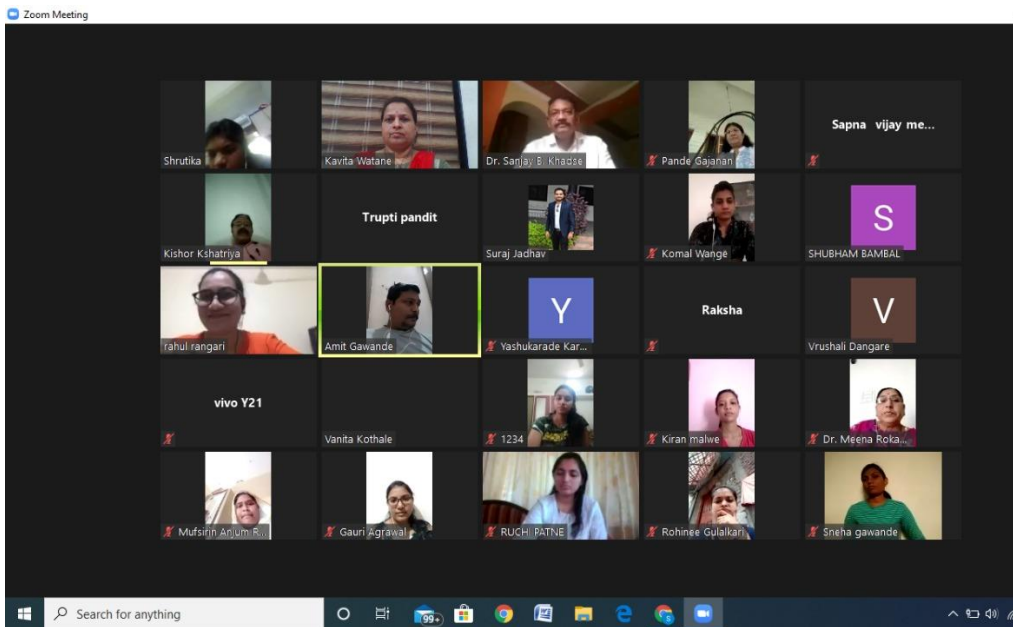 Zoom Meeting
Shrutika
Kavita Watane
Dr. Sanjay B. Khadse
Pande Gajanan
Sapna vijay me...
Kishor Kshatriya
Trupti pandit
Suraj Jadhav
Komal Wange
S
SHUBHAM BAMBAL
rahul rangari
Amit Gawande
Y
Yashukarade Kar...
Raksha
V
Vrushali Dangare
vivo Y21
Vanita Kothale
1234
Kiran malwe
Dr. Meena Roka...
Mufsirin Anjum R...
Gauri Agrawal
RUCHI PATNE
Rohinee Gulalkari
Sneha gawande
Search for anything
99+